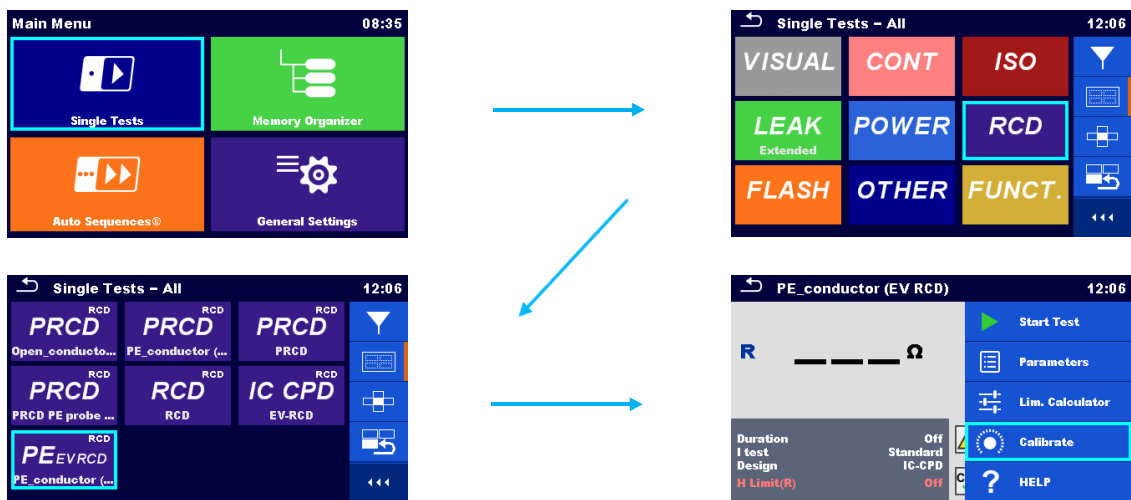 Main Menu 08:35
Single Tests
Memory Organizer
Auto Sequences®
General Settings
Single Tests – All 12:06
VISUAL CONT ISO
LEAK POWER RCD
Extended
FLASH OTHER FUNCT.
Single Tests – All 12:06
RCD RCD RCD
PRCD PRCD PRCD
Open_conducto... PE_conductor (... PRCD
RCD RCD RCD
PRCD RCD IC CPD
PRCD PE probe ... RCD EV-RCD
RCD
PE EVRCD
PE_conductor (...
PE_conductor (EV RCD) 12:06
R Ω
Start Test
Parameters
Lim. Calculator
Calibrate
? HELP
Duration Off
I test Standard
Design IC-CPD
H Limit(R) Off
C